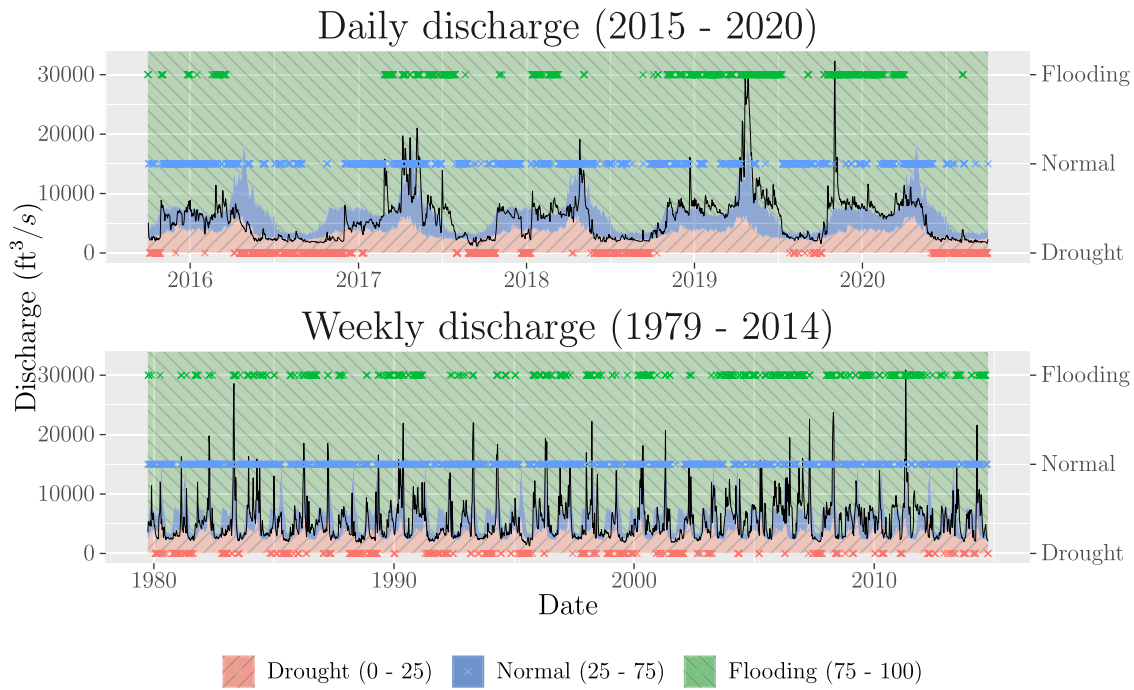 Daily discharge (2015 - 2020)
30000
20000
10000
0
Flooding
Normal
Drought
2016 2017 2018 2019 2020
Discharge (ft³/s)
Weekly discharge (1979 - 2014)
30000
20000
10000
0
Flooding
Normal
Drought
1980 1990 2000 2010
Date
Drought (0 - 25) Normal (25 - 75) Flooding (75 - 100)